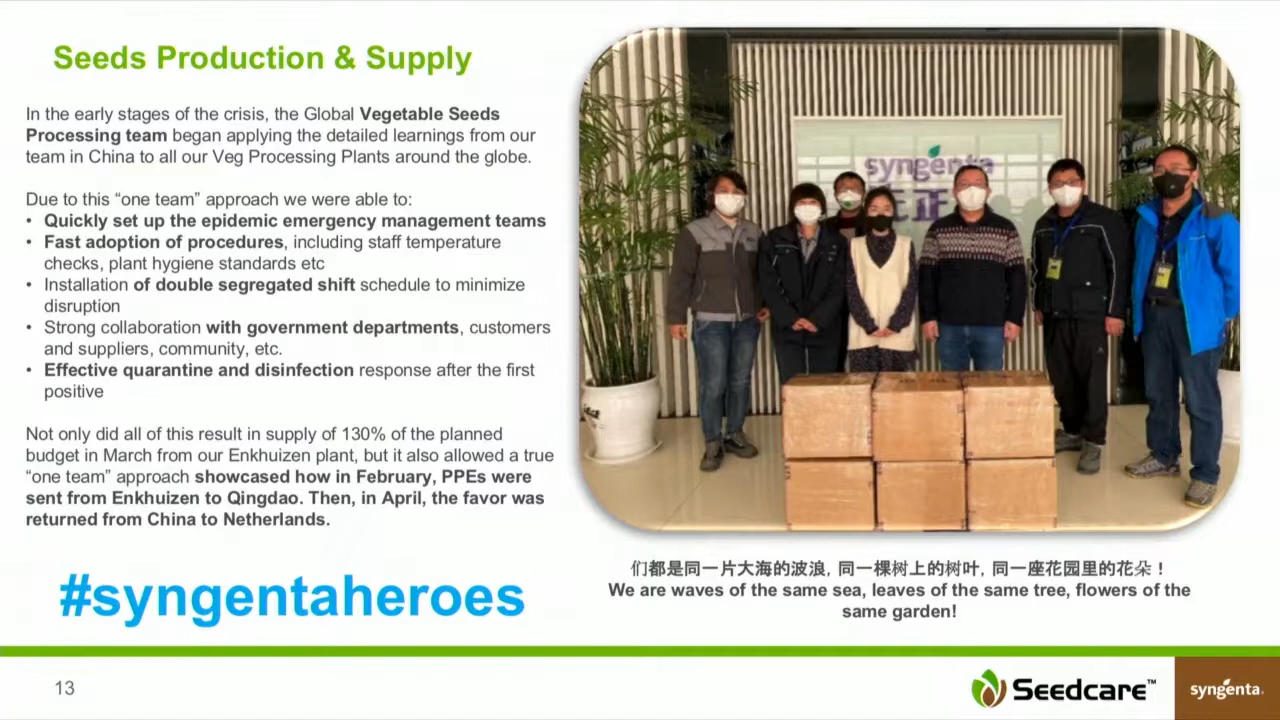 Seeds Production & Supply
In the early stages of the crisis, the Global Vegetable Seeds
Processing team began applying the detailed learnings from our
team in China to all our Veg Processing Plants around the globe.
Due to this “one team” approach we were able to:
• Quickly set up the epidemic emergency management teams
• Fast adoption of procedures, including staff temperature
checks, plant hygiene standards etc
• Installation of double segregated shift schedule to minimize
disruption
• Strong collaboration with government departments, customers
and suppliers, community, etc.
• Effective quarantine and disinfection response after the first
positive
Not only did all of this result in supply of 130% of the planned
budget in March from our Enkhuizen plant, but it also allowed a true
“one team” approach showcased how in February, PPEs were
sent from Enkhuizen to Qingdao. Then, in April, the favor was
returned from China to Netherlands.
#syngentaheroes
syngenta
正
们都是同一片大海的波浪, 同一棵树上的树叶, 同一座花园里的花朵！
We are waves of the same sea, leaves of the same tree, flowers of the
same garden!
13
Seedcare™
syngenta.